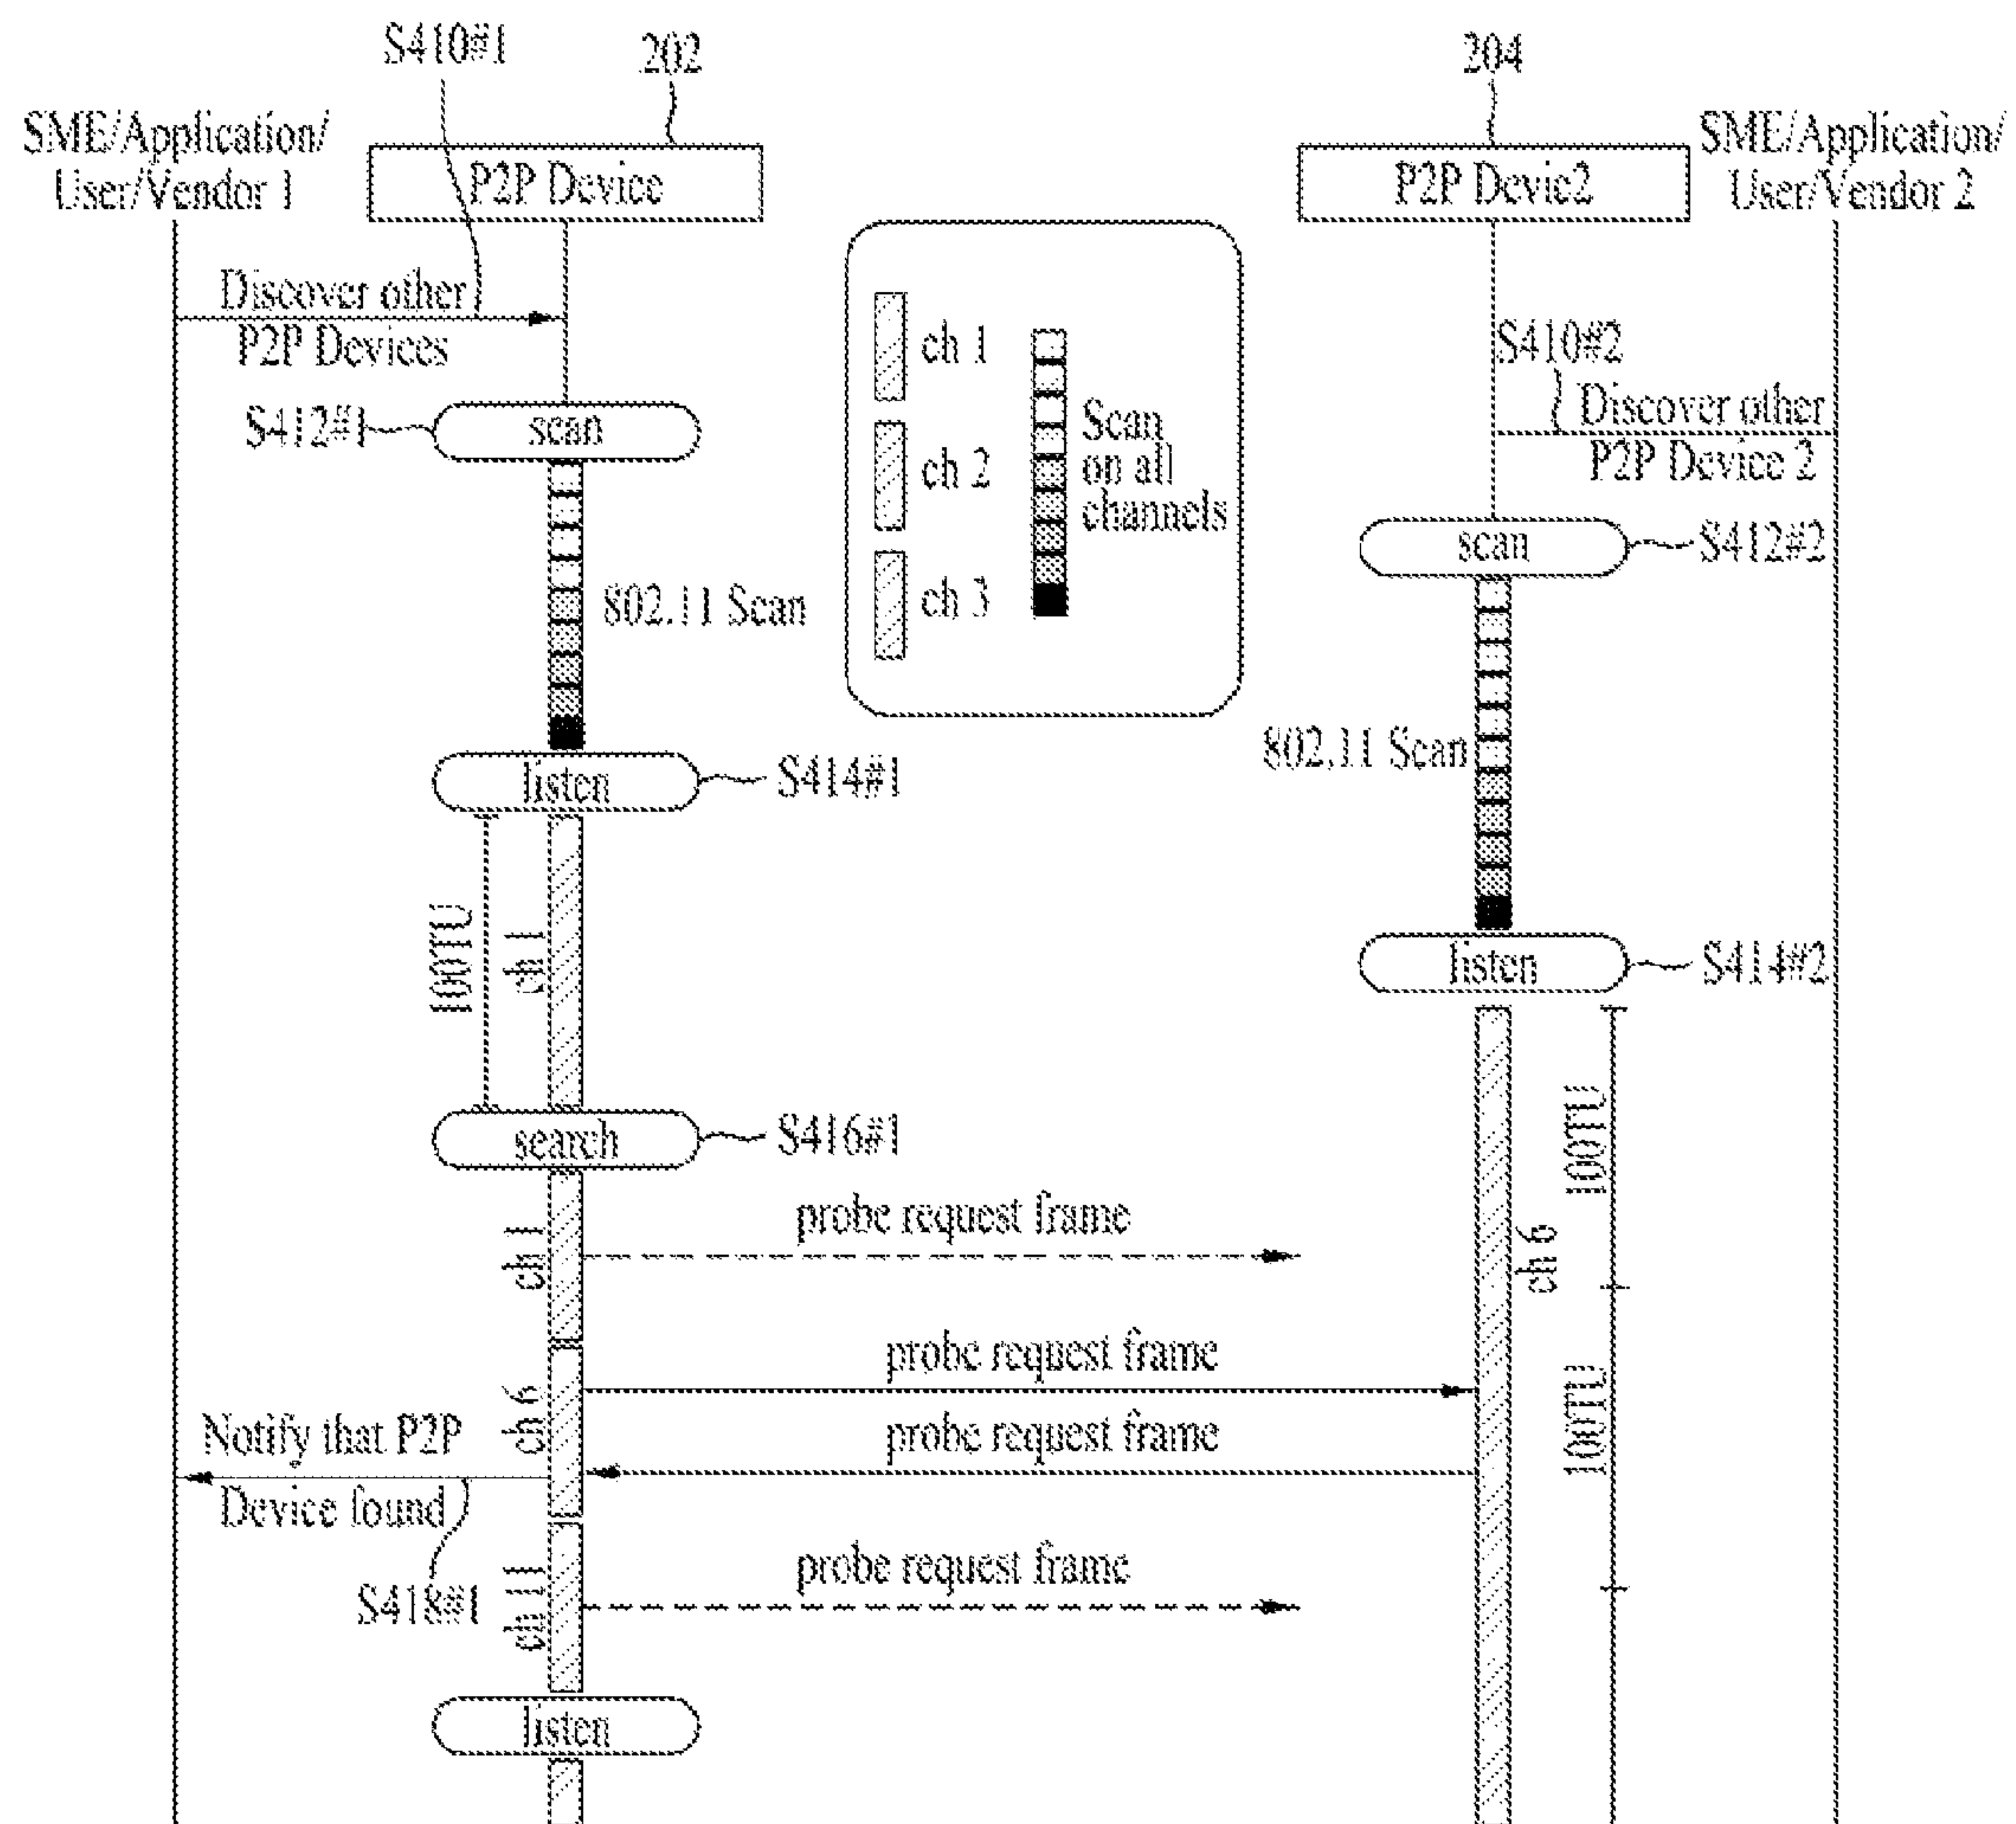 S410#1
202
204
SME/Application/
User/Vendor 1
P2P Device
P2P Devie2
SME/Application/
User/Vendor 2
Discover other
P2P Devices
S410#2
Discover other
P2P Device 2
ch 1
ch 2
ch 3
Scan
on all
channels
S412#1
scan
scan
S412#2
802.11 Scan
802.11 Scan
listen
S414#1
listen
S414#2
100TU
ch 1
search
S416#1
100TU
ch 1
probe request frame
ch 6
probe request frame
ch 6
probe request frame
100TU
Notify that P2P
Device found
S418#1
ch 11
probe request frame
listen